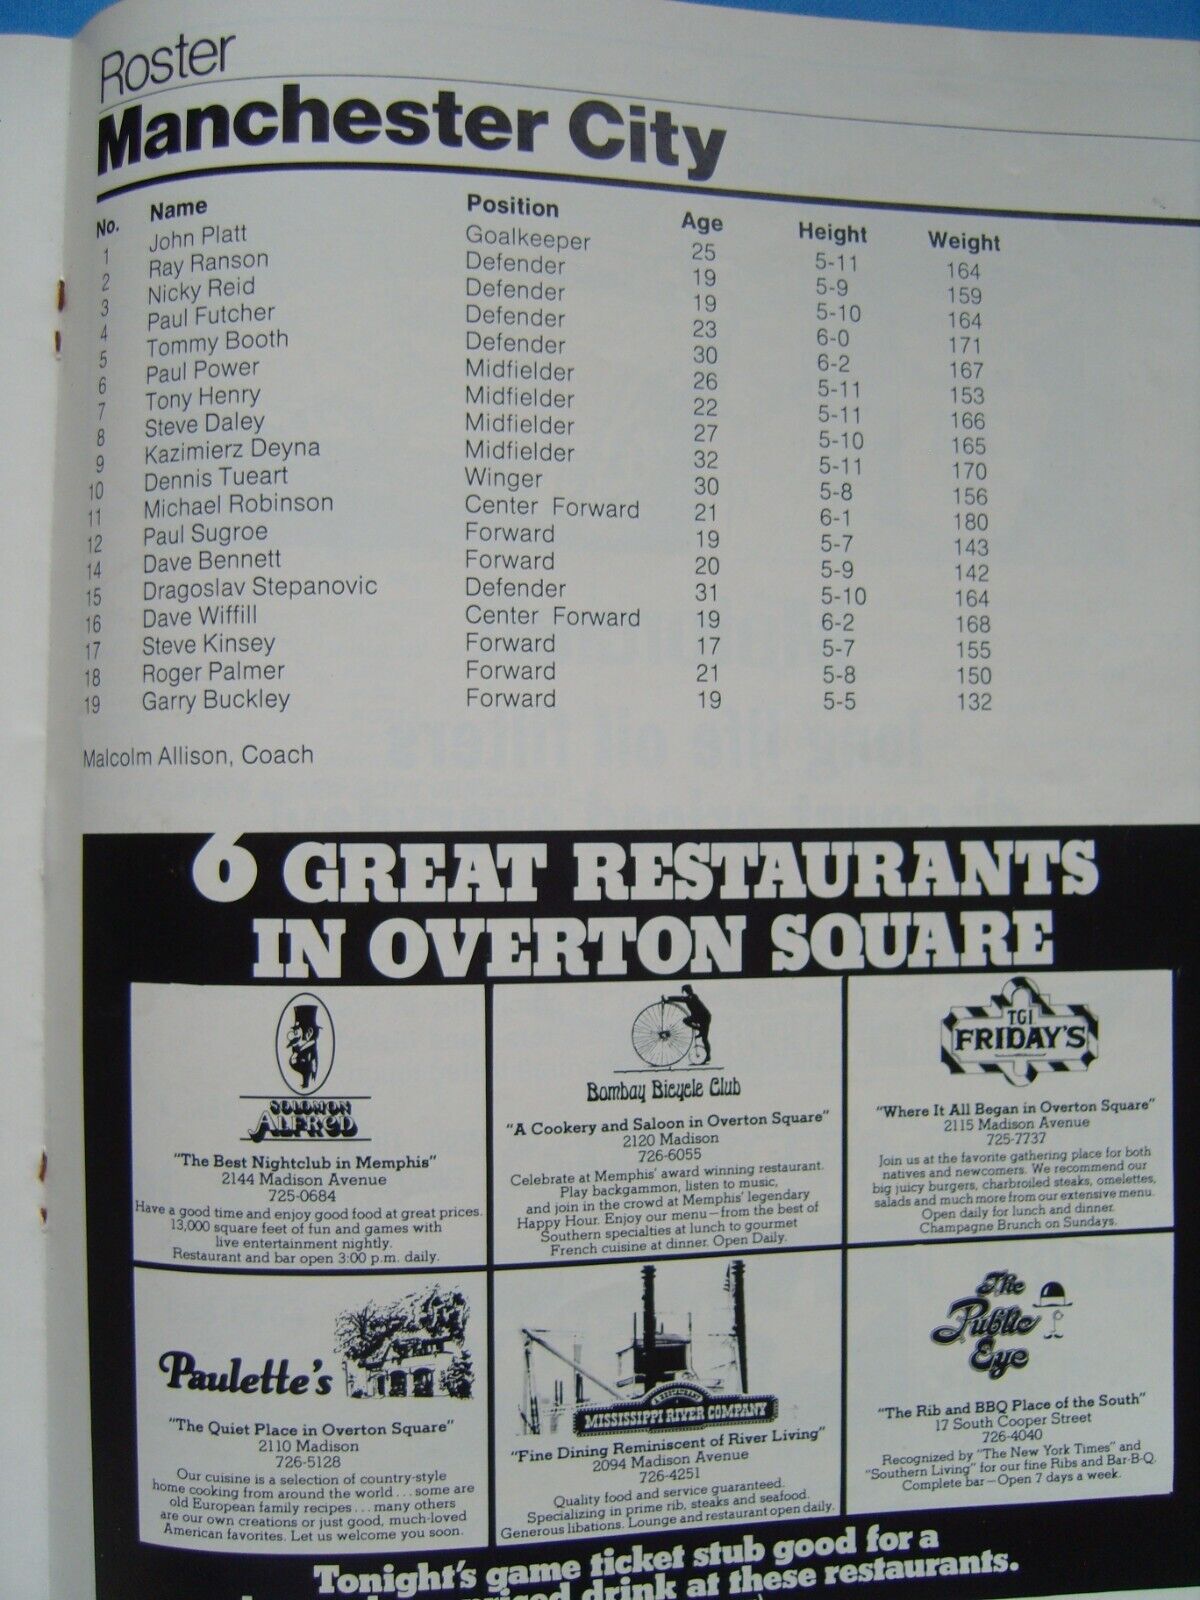 Roster
Manchester City
No. Name Position Age Height Weight
1 John Platt Goalkeeper 25 5-11 164
2 Ray Ranson Defender 19 5-9 159
3 Nicky Reid Defender 19 5-10 164
4 Paul Futcher Defender 23 6-0 171
5 Tommy Booth Defender 30 6-2 167
6 Paul Power Midfielder 26 5-11 153
7 Tony Henry Midfielder 22 5-11 166
8 Steve Daley Midfielder 27 5-10 165
9 Kazimierz Deyna Midfielder 32 5-11 170
10 Dennis Tueart Winger 30 5-8 156
11 Michael Robinson Center Forward 21 6-1 180
12 Paul Sugroe Forward 19 5-7 143
14 Dave Bennett Forward 20 5-9 142
15 Dragoslav Stepanovic Defender 31 5-10 164
16 Dave Wiffill Center Forward 19 6-2 168
17 Steve Kinsey Forward 17 5-7 155
18 Roger Palmer Forward 21 5-8 150
19 Garry Buckley Forward 19 5-5 132
Malcolm Allison, Coach
6 GREAT RESTAURANTS
IN OVERTON SQUARE
SOLOMON
ALFRED
"The Best Nightclub in Memphis"
2144 Madison Avenue
725-0684
Have a good time and enjoy good food at great prices.
13,000 square feet of fun and games with
live entertainment nightly.
Restaurant and bar open 3:00 p.m. daily.
Bombay Bicycle Club
"A Cookery and Saloon in Overton Square"
2120 Madison
726-6055
Celebrate at Memphis' award winning restaurant.
Play backgammon, listen to music,
and join in the crowd at Memphis' legendary
Happy Hour. Enjoy our menu—from the best of
Southern specialties at lunch to gourmet
French cuisine at dinner. Open Daily.
TGI
FRIDAY'S
"Where It All Began in Overton Square"
2115 Madison Avenue
725-7737
Join us at the favorite gathering place for both
natives and newcomers. We recommend our
big juicy burgers, charbroiled steaks, omelettes,
salads and much more from our extensive menu.
Open daily for lunch and dinner.
Champagne Brunch on Sundays.
Paulette's
"The Quiet Place in Overton Square"
2110 Madison
726-5128
Our cuisine is a selection of country-style
home cooking from around the world . . . some are
old European family recipes . . . many others
are our own creations or just good, much-loved
American favorites. Let us welcome you soon.
A RESTAURANT
MISSISSIPPI RIVER COMPANY
"Fine Dining Reminiscent of River Living"
2094 Madison Avenue
726-4251
Quality food and service guaranteed.
Specializing in prime rib, steaks and seafood.
Generous libations. Lounge and restaurant open daily.
The
Public
Eye
"The Rib and BBQ Place of the South"
17 South Cooper Street
726-4040
Recognized by "The New York Times" and
"Southern Living" for our fine Ribs and Bar-B-Q.
Complete bar—Open 7 days a week.
Tonight's game ticket stub good for a
drink at these restaurants.